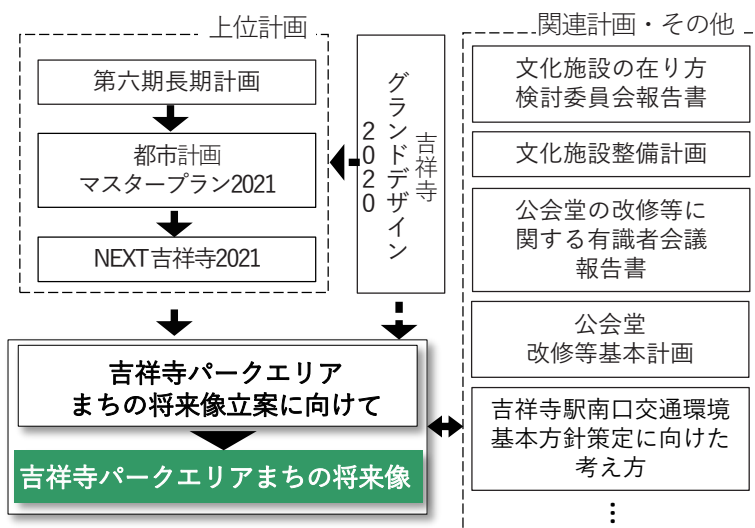 上位計画
第六期長期計画
都市計画
マスタープラン2021
NEXT吉祥寺2021
吉祥寺
グランドデザイン
2020
吉祥寺パークエリア
まちの将来像立案に向けて
吉祥寺パークエリアまちの将来像
関連計画・その他
文化施設の在り方
検討委員会報告書
文化施設整備計画
公会堂の改修等に
関する有識者会議
報告書
公会堂
改修等基本計画
吉祥寺駅南口交通環境
基本方針策定に向けた
考え方
⋮